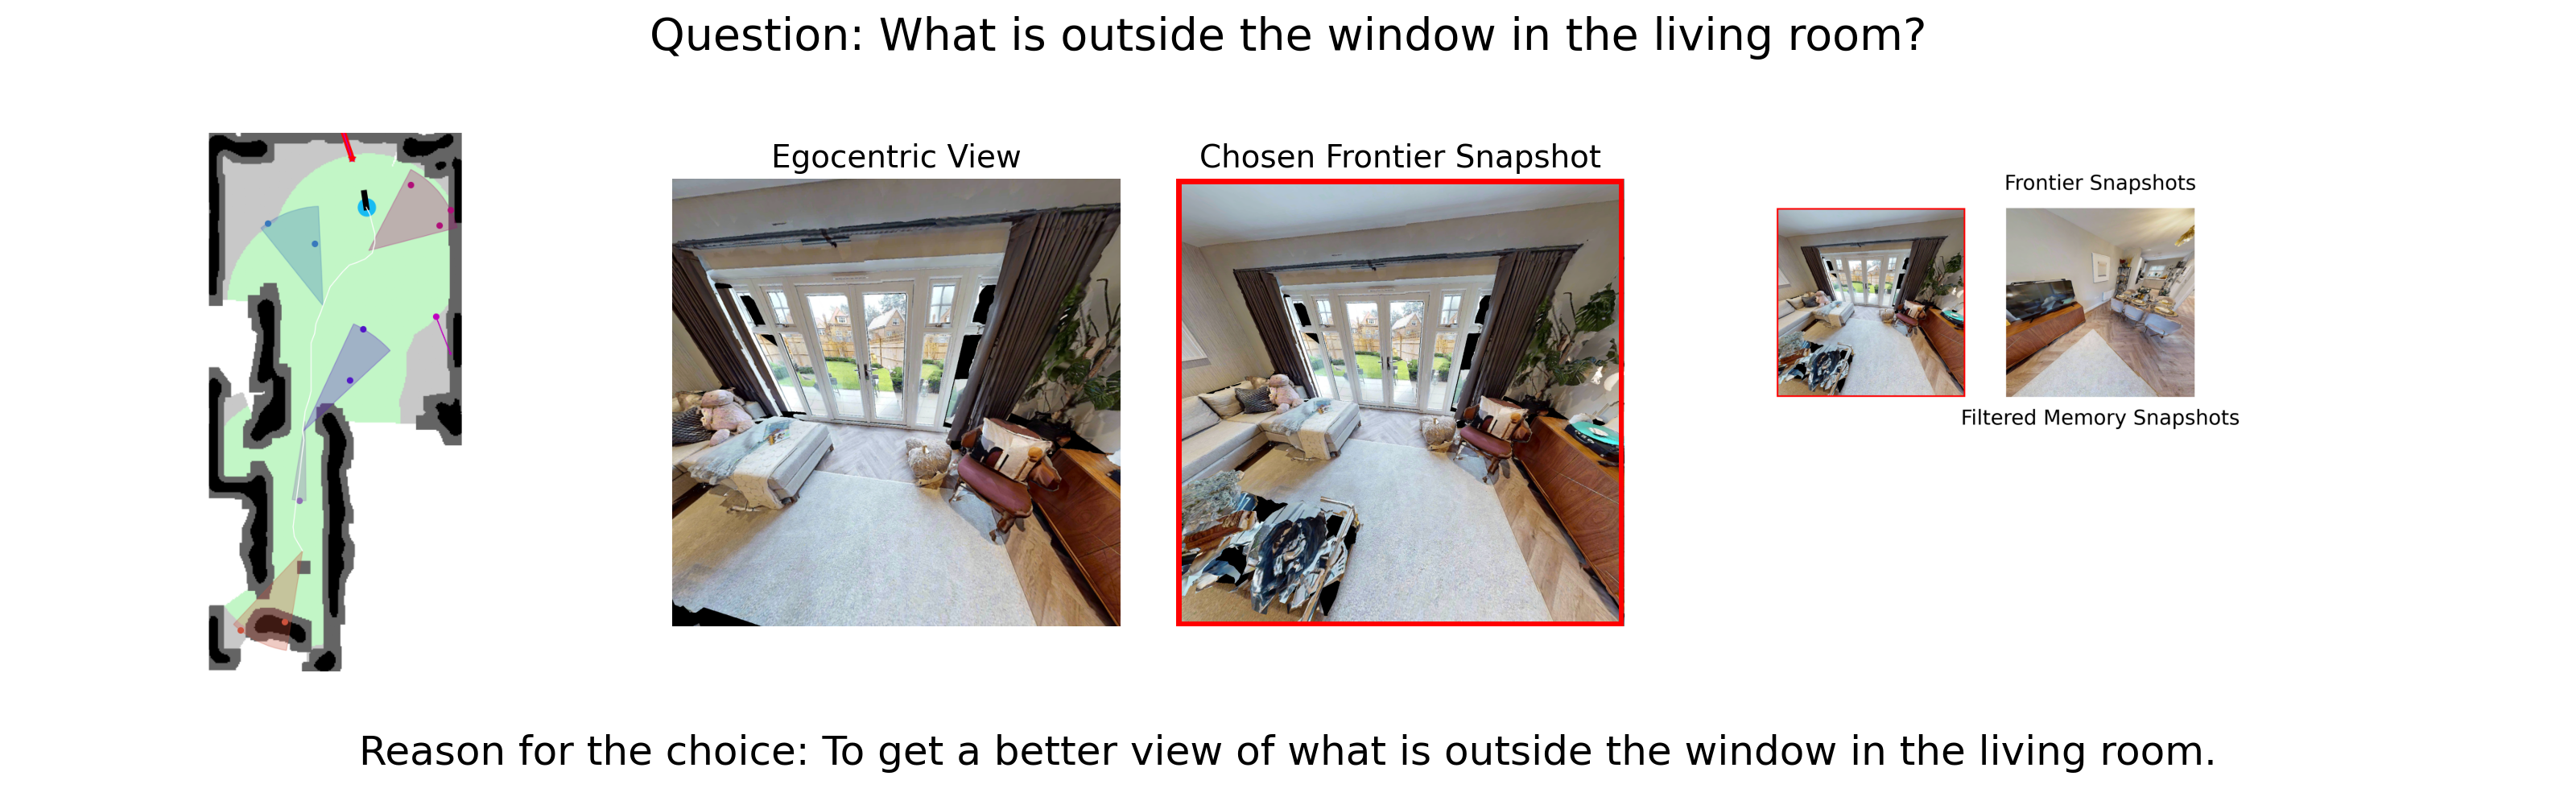 Question: What is outside the window in the living room?
Egocentric View
Chosen Frontier Snapshot
Frontier Snapshots
Filtered Memory Snapshots
Reason for the choice: To get a better view of what is outside the window in the living room.